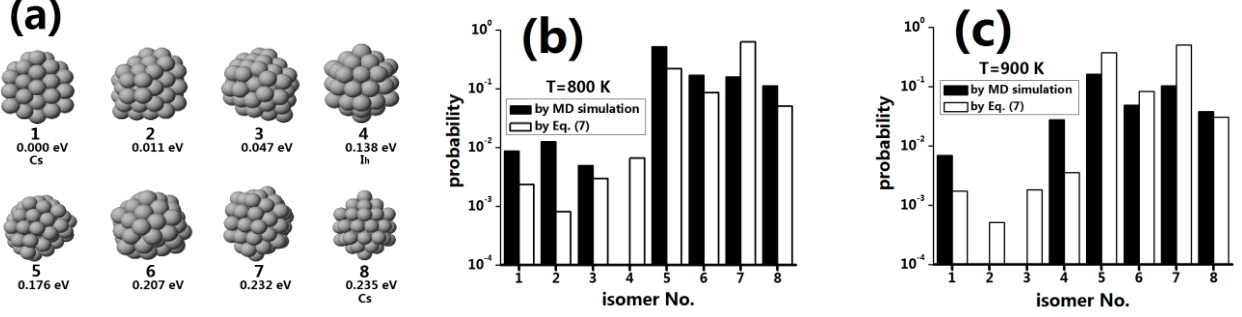 (a)
1 2 3 4
0.000 eV 0.011 eV 0.047 eV 0.138 eV
Cs Ih
5 6 7 8
0.176 eV 0.207 eV 0.232 eV 0.235 eV
Cs
(b)
T=800 K
by MD simulation
by Eq. (7)
probability
10⁰
10⁻¹
10⁻²
10⁻³
10⁻⁴
1 2 3 4 5 6 7 8
isomer No.
(c)
T=900 K
by MD simulation
by Eq. (7)
probability
10⁰
10⁻¹
10⁻²
10⁻³
10⁻⁴
1 2 3 4 5 6 7 8
isomer No.